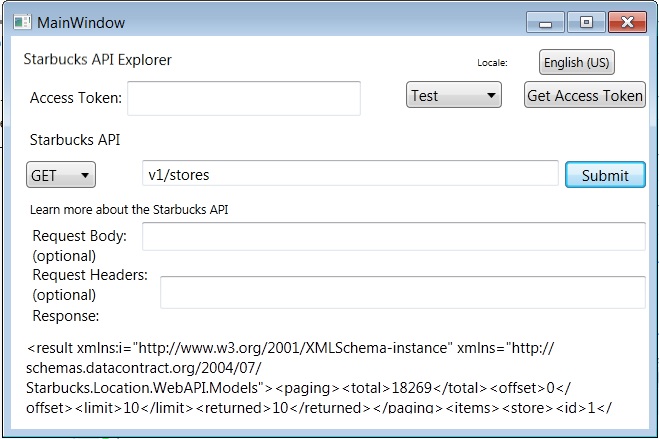 MainWindow
Starbucks API Explorer
Locale:
English (US)
Access Token:
Test
Get Access Token
Starbucks API
GET
v1/stores
Submit
Learn more about the Starbucks API
Request Body:
(optional)
Request Headers:
(optional)
Response:
<result xmlns:i="http://www.w3.org/2001/XMLSchema-instance" xmlns="http://
schemas.datacontract.org/2004/07/
Starbucks.Location.WebAPI.Models"><paging><total>18269</total><offset>0</
offset><limit>10</limit><returned>10</returned></paging><items><store><id>1</